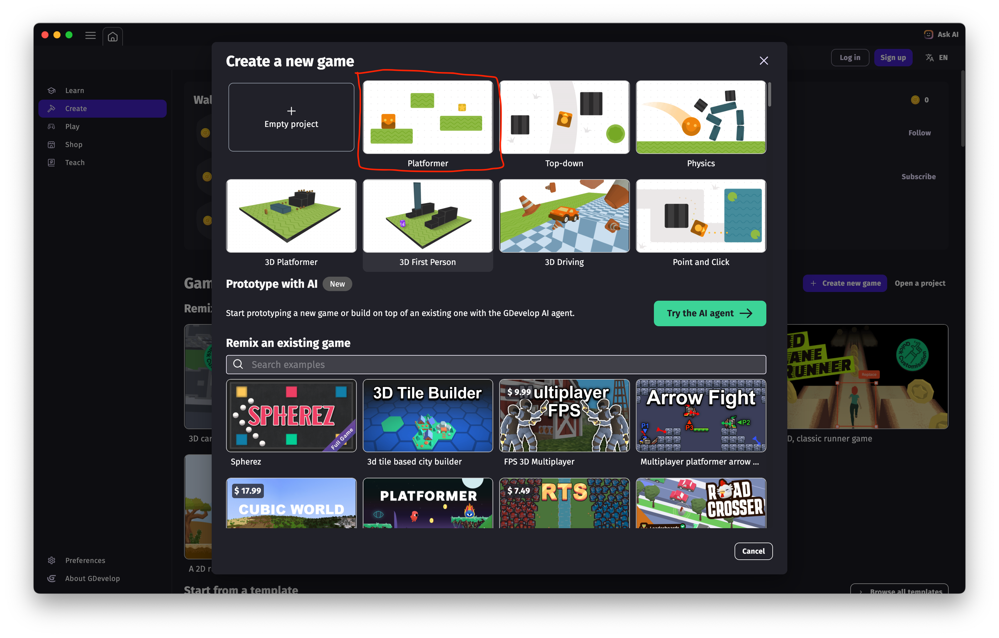 Ask AI
Log in
Sign up
EN
Learn
Create
Play
Shop
Teach
Preferences
About GDevelop
0
Follow
Subscribe
Create new game
Open a project
Replace
Quick Customisation
RUNNER
D, classic runner game
3D car
A 2D r
Start from a template
Browse all templates
Create a new game
Empty project
Platformer
Top-down
Physics
3D Platformer
3D First Person
3D Driving
Point and Click
Prototype with AI
New
Start prototyping a new game or build on top of an existing one with the GDevelop AI agent.
Try the AI agent
Remix an existing game
Search examples
SPHEREZ
Full Game
3D Tile Builder
$ 9.99
ultiplayer
FPS
Arrow Fight
P1
P3
P2
Spherez
3d tile based city builder
FPS 3D Multiplayer
Multiplayer platformer arrow ...
$ 17.99
CUBIC WORLD
PLATFORMER
$ 7.49
RTS
ROAD
CROSSER
Leaderboards
Cancel